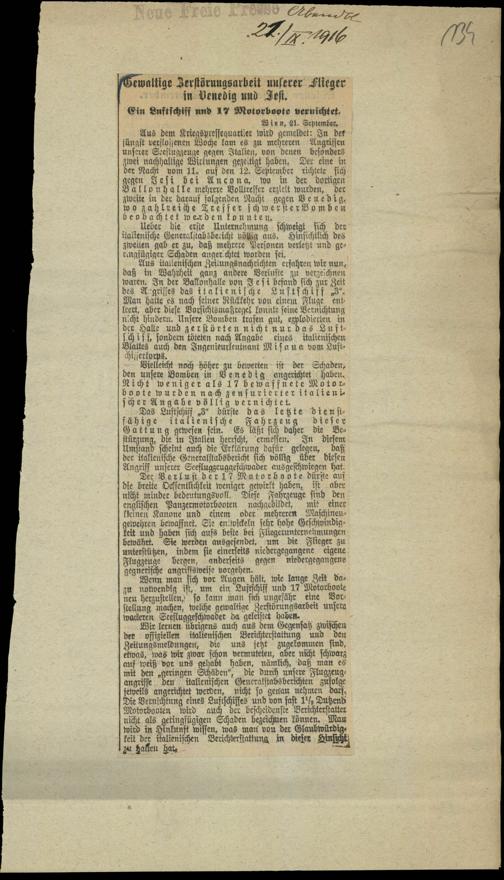 Neue Freie Presse
Abendbl
21./IX. 1916
134
Gewaltige Zerstörungsarbeit unserer Flieger
in Venedig und Jesi.
Ein Luftschiff und 17 Motorboote vernichtet.
Wien, 21. September.
Aus dem Kriegspressequartier wird gemeldet: In der
jüngst verflossenen Woche kam es zu mehreren Angriffen
unserer Seeflugzeuge gegen Italien, von denen besonders
zwei nachhaltige Wirkungen gezeitigt haben. Der eine in
der Nacht vom 11. auf den 12. September richtete sich
gegen Jesi bei Ancona, wo in der dortigen
Ballonhalle mehrere Volltreffer erzielt wurden, der
zweite in der darauf folgenden Nacht gegen Venedig,
wo zahlreiche Treffer schwerster Bomben
beobachtet werden konnten.
Ueber die erste Unternehmung schweigt sich der
italienische Generalstabsbericht völlig aus. Hinsichtlich des
zweiten gab er zu, daß mehrere Personen verletzt und ge-
ringfügiger Schaden angerichtet worden sei.
Aus italienischen Zeitungsnachrichten erfahren wir nun,
daß in Wahrheit ganz andere Verluste zu verzeichnen
waren. In der Ballonhalle von Jesi befand sich zur Zeit
des Angriffes das italienische Luftschiff „3“.
Man hatte es nach seiner Rückkehr von einem Fluge ent-
leert, aber diese Vorsichtsmaßregel konnte seine Vernichtung
nicht hindern. Unsere Bomben trafen gut, explodierten in
der Halle und zerstörten nicht nur das Luft-
schiff, sondern töteten nach Angabe eines italienischen
Blattes auch den Ingenieurleutnant Misana vom Luft-
schifferkorps.
Vielleicht noch höher zu bewerten ist der Schaden,
den unsere Bomben in Venedig angerichtet haben.
Nicht weniger als 17 bewaffnete Motor-
boote wurden nach zensurierter italieni-
scher Angabe völlig vernichtet.
Das Luftschiff „3“ dürfte das letzte dienst-
fähige italienische Fahrzeug dieser
Gattung gewesen sein. Es läßt sich daher die Be-
stürzung, die in Italien herrscht, ermessen. In diesem
Umstand scheint auch die Erklärung dafür gelegen, daß
der italienische Generalstabsbericht sich völlig über diesen
Angriff unserer Seeflugzeuggeschwader ausgeschwiegen hat.
Der Verlust der 17 Motorboote dürfte auf
die breite Oeffentlichkeit weniger gewirkt haben, ist aber
nicht minder bedeutungsvoll. Diese Fahrzeuge sind den
englischen Panzermotorbooten nachgebildet, mit einer
kleinen Kanone und einem oder mehreren Maschinen-
gewehren bewaffnet. Sie entwickeln sehr hohe Geschwindig-
keit und haben sich aufs beste bei Fliegerunternehmungen
bewährt. Sie werden ausgesendet, um die Flieger zu
unterstützen, indem sie einerseits niedergegangene eigene
Flugzeuge bergen, anderseits gegen niedergegangene
gegnerische angriffsweise vorgehen.
Wenn man sich vor Augen hält, wie lange Zeit da-
zu notwendig ist, um ein Luftschiff und 17 Motorboote
neu herzustellen, so kann man sich ungefähr eine Vor-
stellung machen, welche gewaltige Zerstörungsarbeit unsere
wackeren Seefluggeschwader da geleistet haben.
Wir lernen übrigens auch aus dem Gegensatz zwischen
der offiziellen italienischen Berichterstattung und den
Zeitungsmeldungen, die uns jetzt zugekommen sind,
etwas, was wir zwar schon vermuteten, aber nicht schwarz
auf weiß vor uns gehabt haben, nämlich, daß man es
mit den „geringen Schäden“, die durch unsere Flugzeug-
angriffe den italienischen Generalstabsberichten zufolge
jeweils angerichtet werden, nicht so genau nehmen darf.
Die Vernichtung eines Luftschiffes und von fast 1½ Dutzend
Motorbooten wird auch der bescheidenste Berichterstatter
nicht als geringfügigen Schaden bezeichnen können. Man
wird in Hinkunft wissen, was man von der Glaubwürdig-
keit der italienischen Berichterstattung in dieser Hinsicht
zu halten hat.